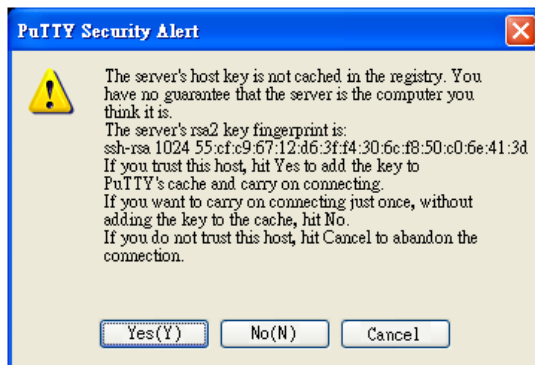 PuTTY Security Alert
The server's host key is not cached in the registry. You
have no guarantee that the server is the computer you
think it is.
The server's rsa2 key fingerprint is:
ssh-rsa 1024 55:cf:c9:67:12:d6:3f:f4:30:6c:f8:50:c0:6e:41:3d
If you trust this host, hit Yes to add the key to
PuTTY's cache and carry on connecting.
If you want to carry on connecting just once, without
adding the key to the cache, hit No.
If you do not trust this host, hit Cancel to abandon the
connection.
Yes(Y)
No(N)
Cancel